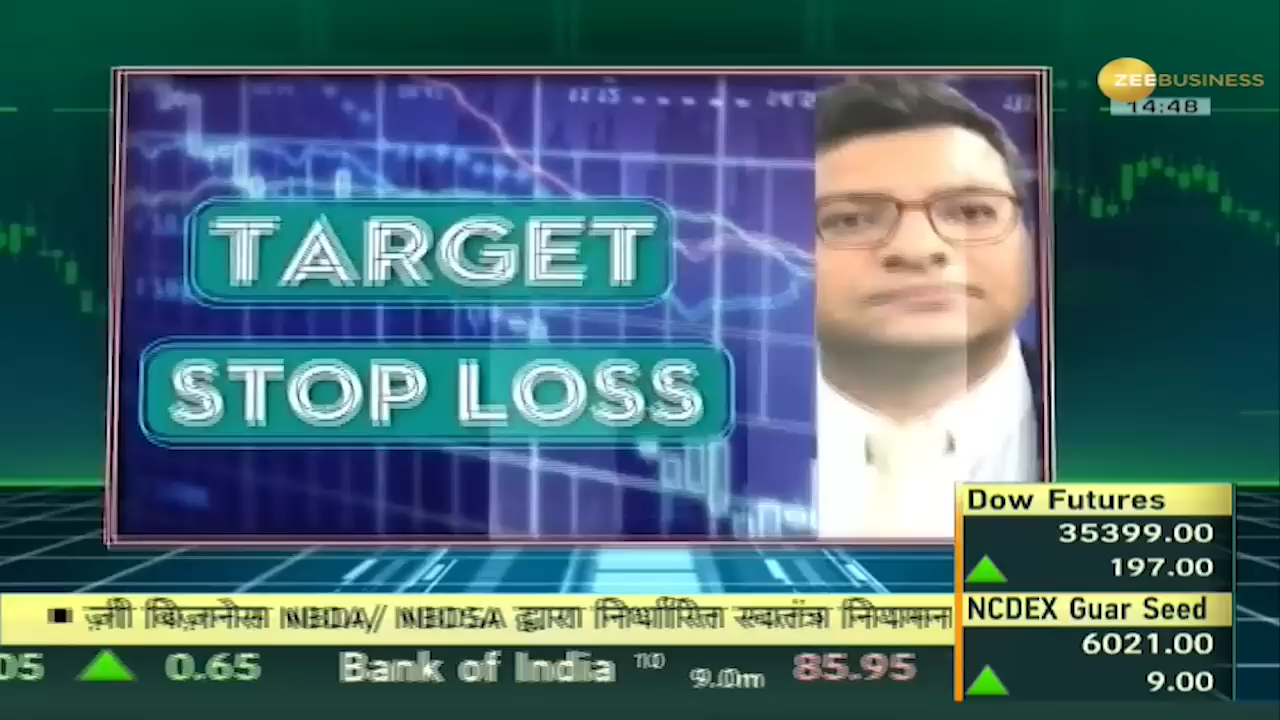 ZEEBUSINESS
14:48
TARGET
STOP LOSS
Dow Futures
35399.00
197.00
NCDEX Guar Seed
6021.00
9.00
ज़ी बिज़नेस NBDA// NBDSA द्वारा निर्धारित स्वतंत्र नियामन
05 0.65 Bank of India 9.0m 85.95